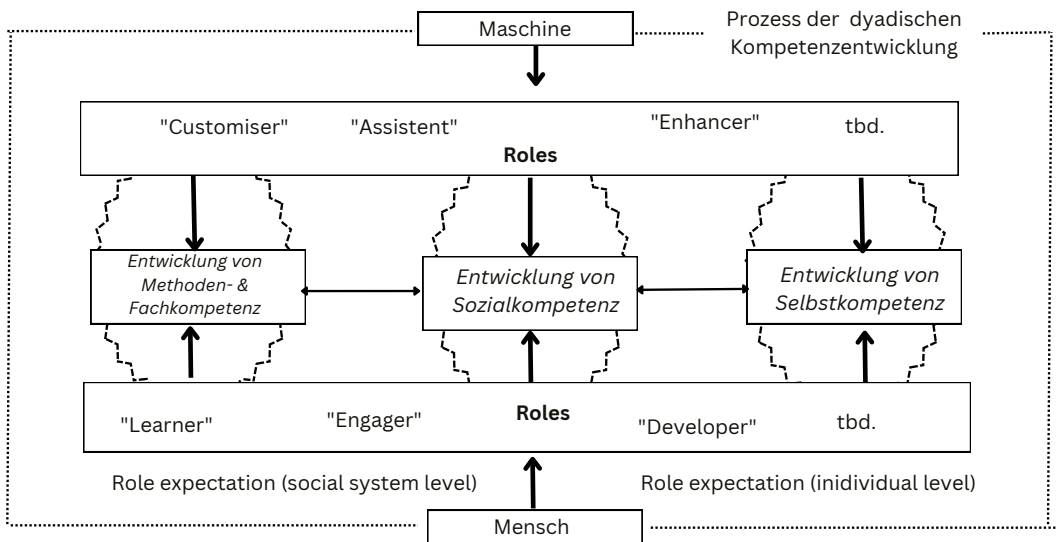 Maschine
Prozess der dyadischen
Kompetenzentwicklung
"Customiser" "Assistent" "Enhancer" tbd.
Roles
Entwicklung von
Methoden- &
Fachkompetenz
Entwicklung von
Sozialkompetenz
Entwicklung von
Selbstkompetenz
Roles
"Learner" "Engager" "Developer" tbd.
Role expectation (social system level) Role expectation (inidividual level)
Mensch